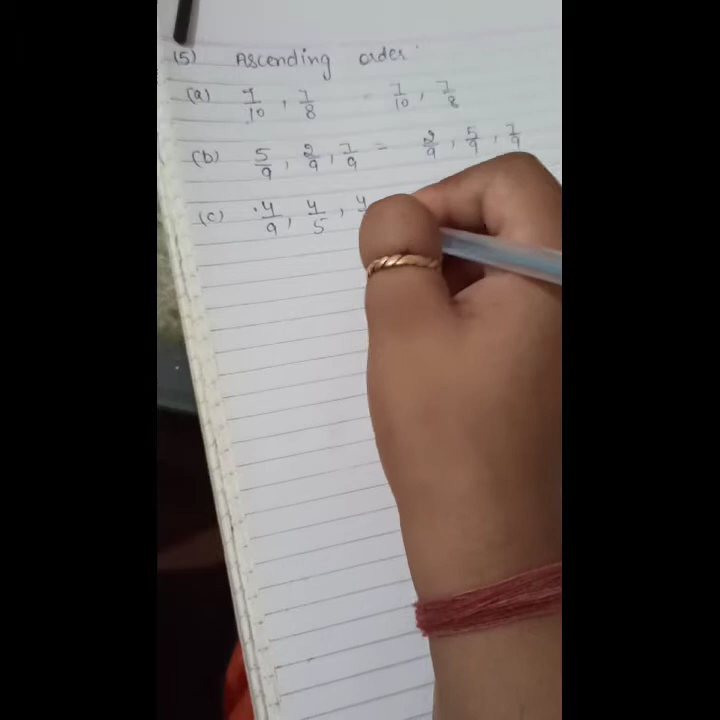 (5) Ascending order
(a) 7/10, 7/8 = 7/10, 7/8
(b) 5/9, 2/9, 7/9 = 2/9, 5/9, 7/9
(c) 4/9, 4/5, 4